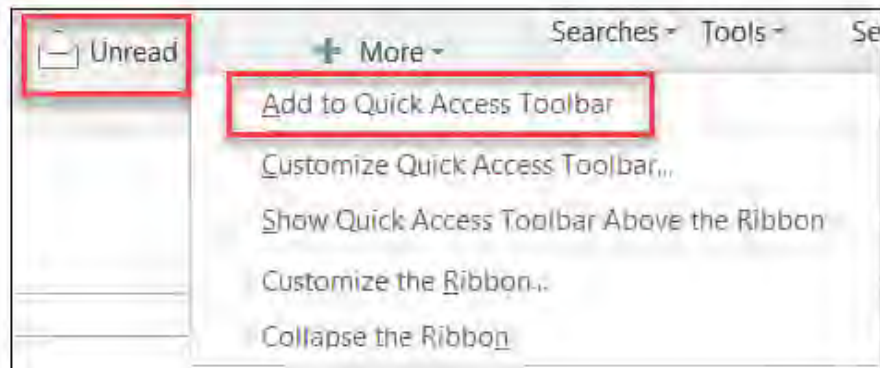 Unread
More
Searches Tools Se
Add to Quick Access Toolbar
Customize Quick Access Toolbar...
Show Quick Access Toolbar Above the Ribbon
Customize the Ribbon...
Collapse the Ribbon